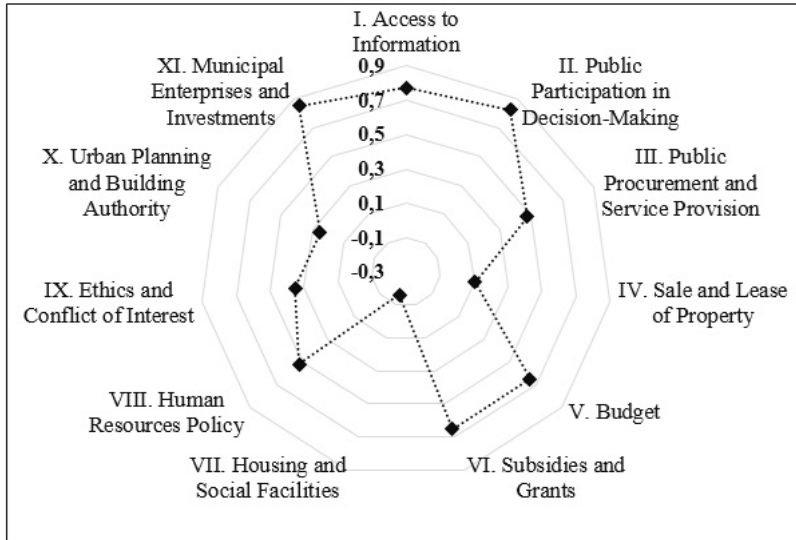 I. Access to
Information
II. Public
Participation in
Decision-Making
III. Public
Procurement and
Service Provision
IV. Sale and Lease
of Property
V. Budget
VI. Subsidies and
Grants
VII. Housing and
Social Facilities
VIII. Human
Resources Policy
IX. Ethics and
Conflict of Interest
X. Urban Planning
and Building
Authority
XI. Municipal
Enterprises and
Investments
0,9
0,7
0,5
0,3
0,1
-0,1
-0,3